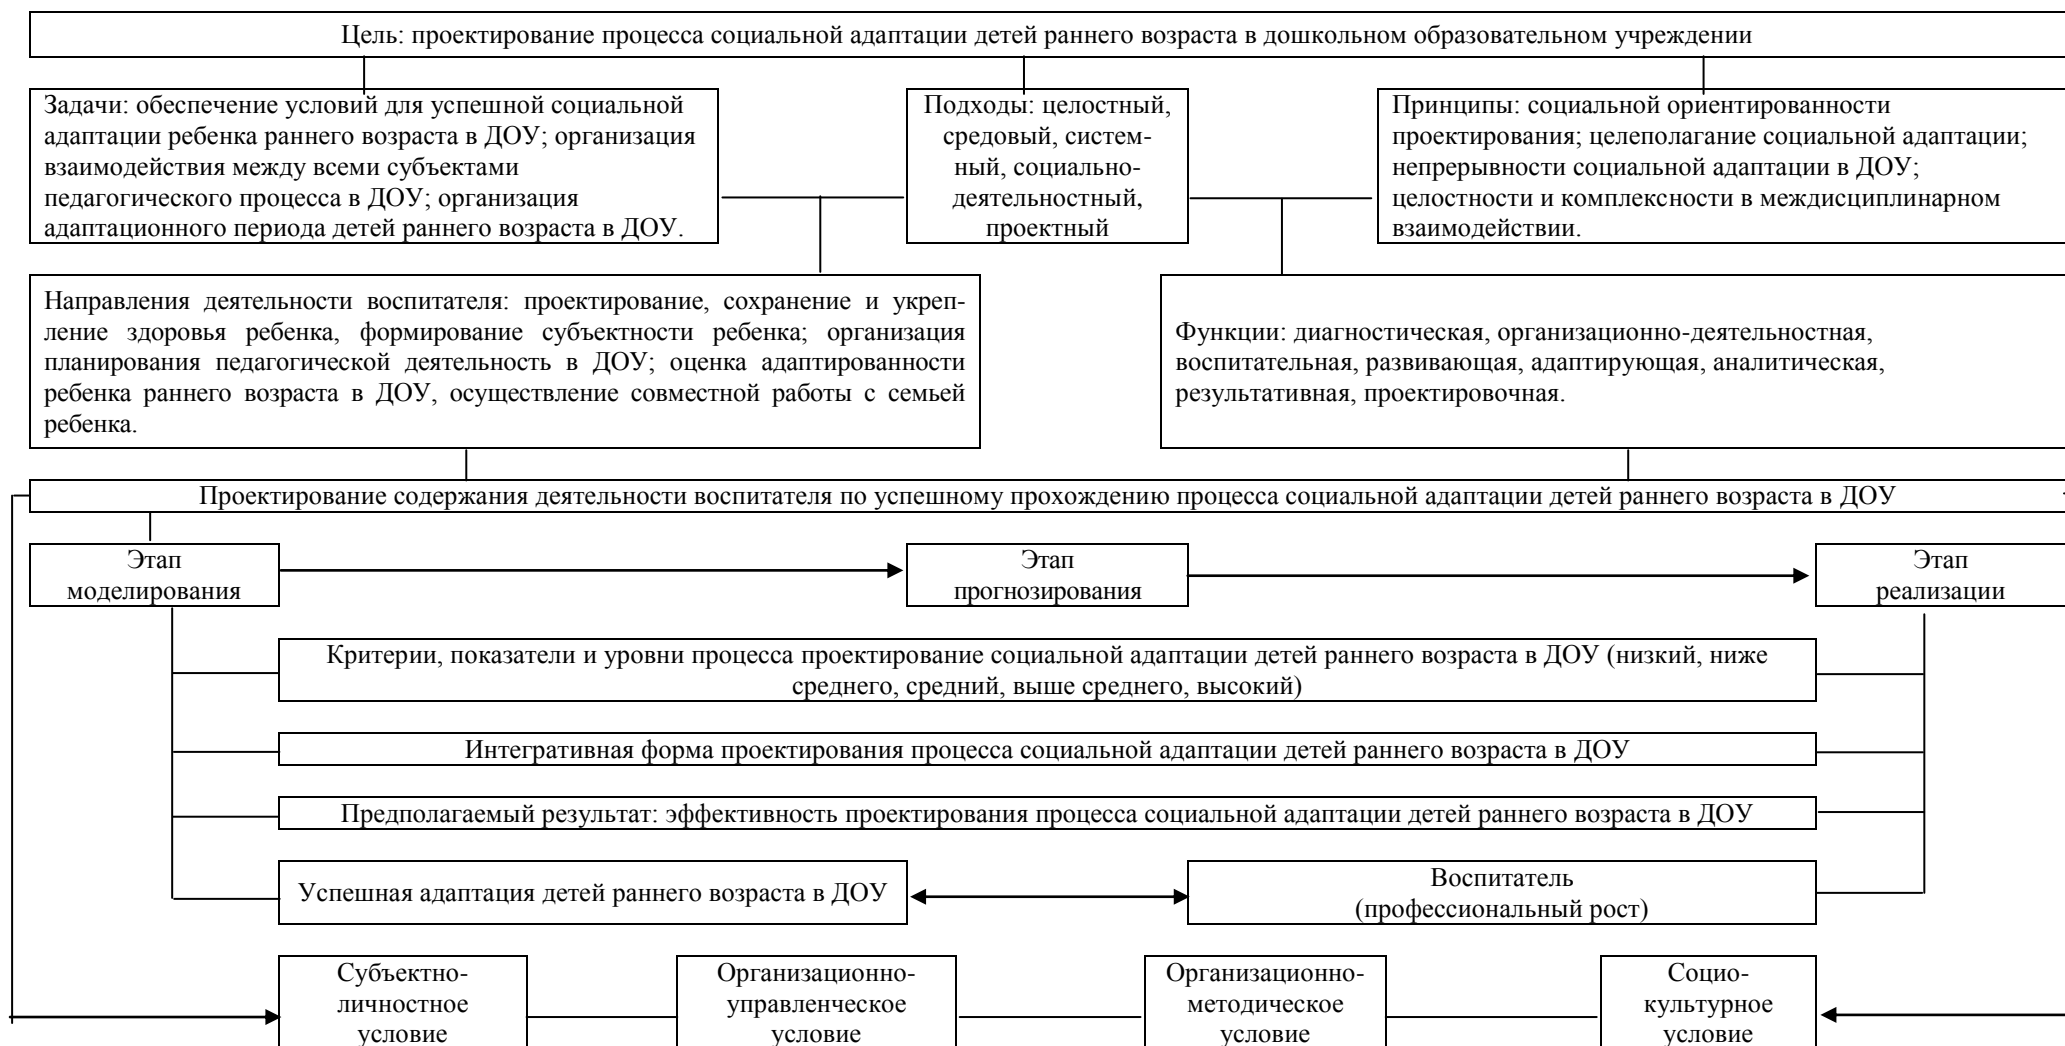 Цель: проектирование процесса социальной адаптации детей раннего возраста в дошкольном образовательном учреждении
Задачи: обеспечение условий для успешной социальной
адаптации ребенка раннего возраста в ДОУ; организация
взаимодействия между всеми субъектами
педагогического процесса в ДОУ; организация
адаптационного периода детей раннего возраста в ДОУ.
Подходы: целостный,
средовый, систем-
ный, социально-
деятельностный,
проектный
Принципы: социальной ориентированности
проектирования; целеполагание социальной адаптации;
непрерывности социальной адаптации в ДОУ;
целостности и комплексности в междисциплинарном
взаимодействии.
Направления деятельности воспитателя: проектирование, сохранение и укреп-
ление здоровья ребенка, формирование субъектности ребенка; организация
планирования педагогической деятельность в ДОУ; оценка адаптированности
ребенка раннего возраста в ДОУ, осуществление совместной работы с семьей
ребенка.
Функции: диагностическая, организационно-деятельностная,
воспитательная, развивающая, адаптирующая, аналитическая,
результативная, проектировочная.
Проектирование содержания деятельности воспитателя по успешному прохождению процесса социальной адаптации детей раннего возраста в ДОУ
Этап
моделирования
Этап
прогнозирования
Этап
реализации
Критерии, показатели и уровни процесса проектирование социальной адаптации детей раннего возраста в ДОУ (низкий, ниже
среднего, средний, выше среднего, высокий)
Интегративная форма проектирования процесса социальной адаптации детей раннего возраста в ДОУ
Предполагаемый результат: эффективность проектирования процесса социальной адаптации детей раннего возраста в ДОУ
Успешная адаптация детей раннего возраста в ДОУ
Воспитатель
(профессиональный рост)
Субъектно-
личностное
условие
Организационно-
управленческое
условие
Организационно-
методическое
условие
Социо-
культурное
условие